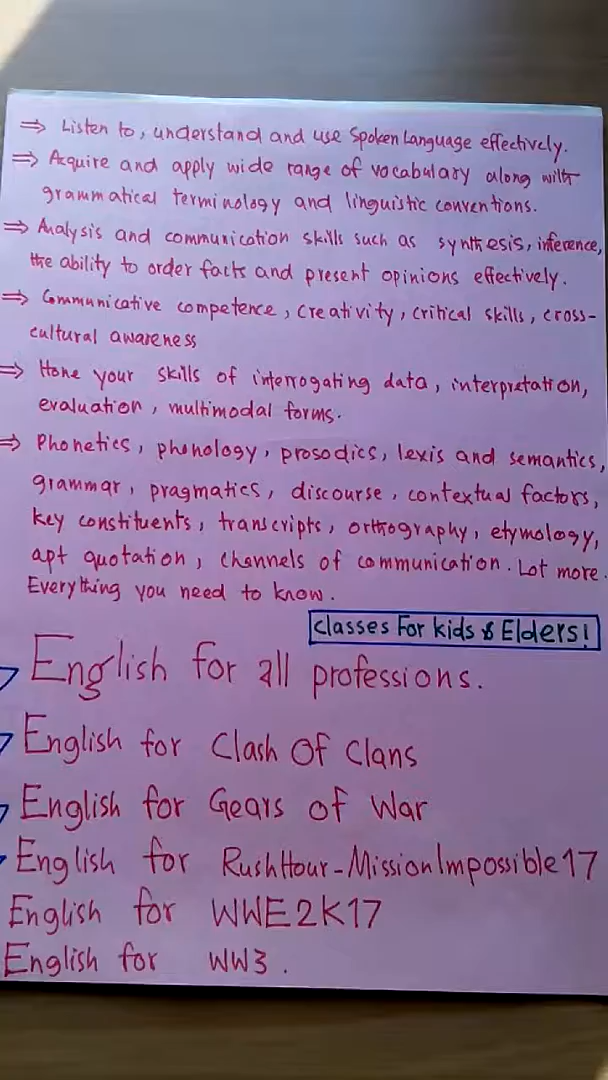 ⇒ Listen to, understand and use Spoken Language effectively.
⇒ Acquire and apply wide range of vocabulary along with
grammatical terminology and linguistic conventions.
⇒ Analysis and communication skills such as synthesis, inference,
the ability to order facts and present opinions effectively.
⇒ Communicative competence, creativity, critical skills, cross-
cultural awareness
⇒ Hone your skills of interrogating data, interpretation,
evaluation, multimodal forms.
⇒ Phonetics, phonology, prosodics, lexis and semantics,
grammar, pragmatics, discourse, contextual factors,
key constituents, transcripts, orthography, etymology,
apt quotation, channels of communication. Lot more.
Everything you need to know.
Classes For kids & Elders!
English for all professions.
English for Clash Of Clans
English for Gears of War
English for RushHour-MissionImpossible17
English for WWE2K17
English for WW3.